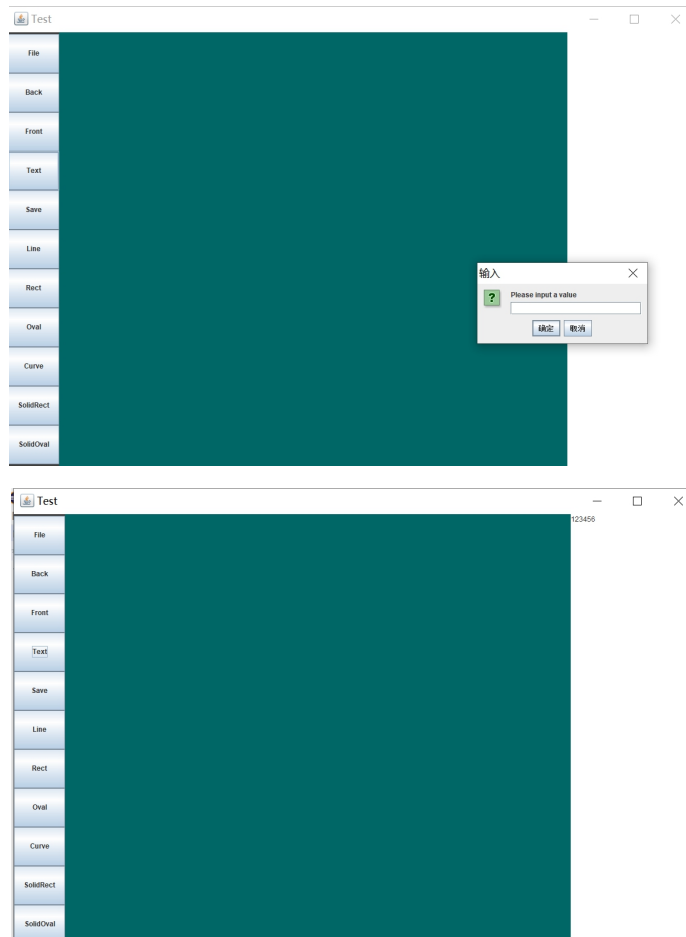 Test
File
Back
Front
Text
Save
Line
Rect
Oval
Curve
SolidRect
SolidOval
输入
?
Please input a value
确定 取消
Test
123456
File
Back
Front
Text
Save
Line
Rect
Oval
Curve
SolidRect
SolidOval